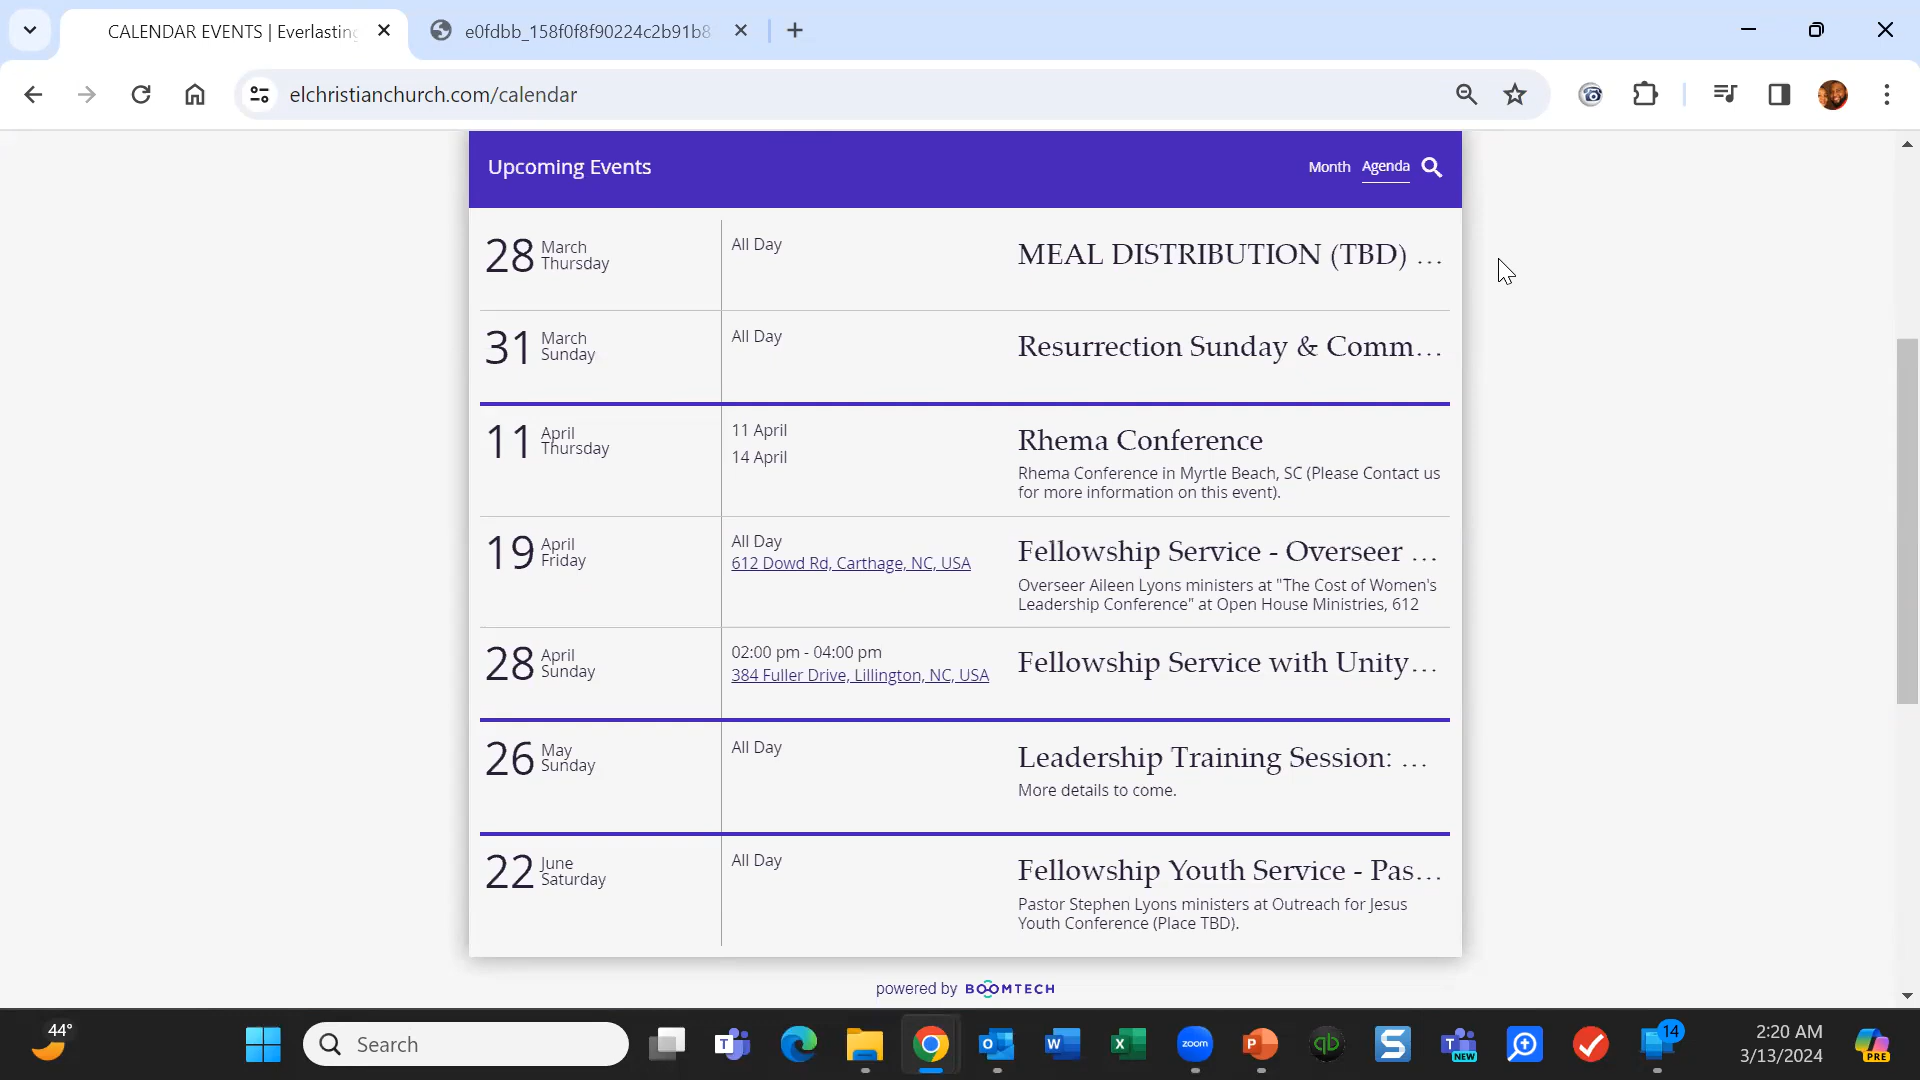 CALENDAR EVENTS | Everlasting
e0fdbb_158f0f8f90224c2b91b8
elchristianchurch.com/calendar
Upcoming Events
Month Agenda
28 March Thursday
All Day
MEAL DISTRIBUTION (TBD) ...
31 March Sunday
All Day
Resurrection Sunday & Comm...
11 April Thursday
11 April
14 April
Rhema Conference
Rhema Conference in Myrtle Beach, SC (Please Contact us
for more information on this event).
19 April Friday
All Day
612 Dowd Rd, Carthage, NC, USA
Fellowship Service - Overseer ...
Overseer Aileen Lyons ministers at "The Cost of Women's
Leadership Conference" at Open House Ministries, 612
28 April Sunday
02:00 pm - 04:00 pm
384 Fuller Drive, Lillington, NC, USA
Fellowship Service with Unity...
26 May Sunday
All Day
Leadership Training Session: ...
More details to come.
22 June Saturday
All Day
Fellowship Youth Service - Pas...
Pastor Stephen Lyons ministers at Outreach for Jesus
Youth Conference (Place TBD).
powered by BOOMTECH
44°
Search
zoom
NEW
14
2:20 AM
3/13/2024
PRE